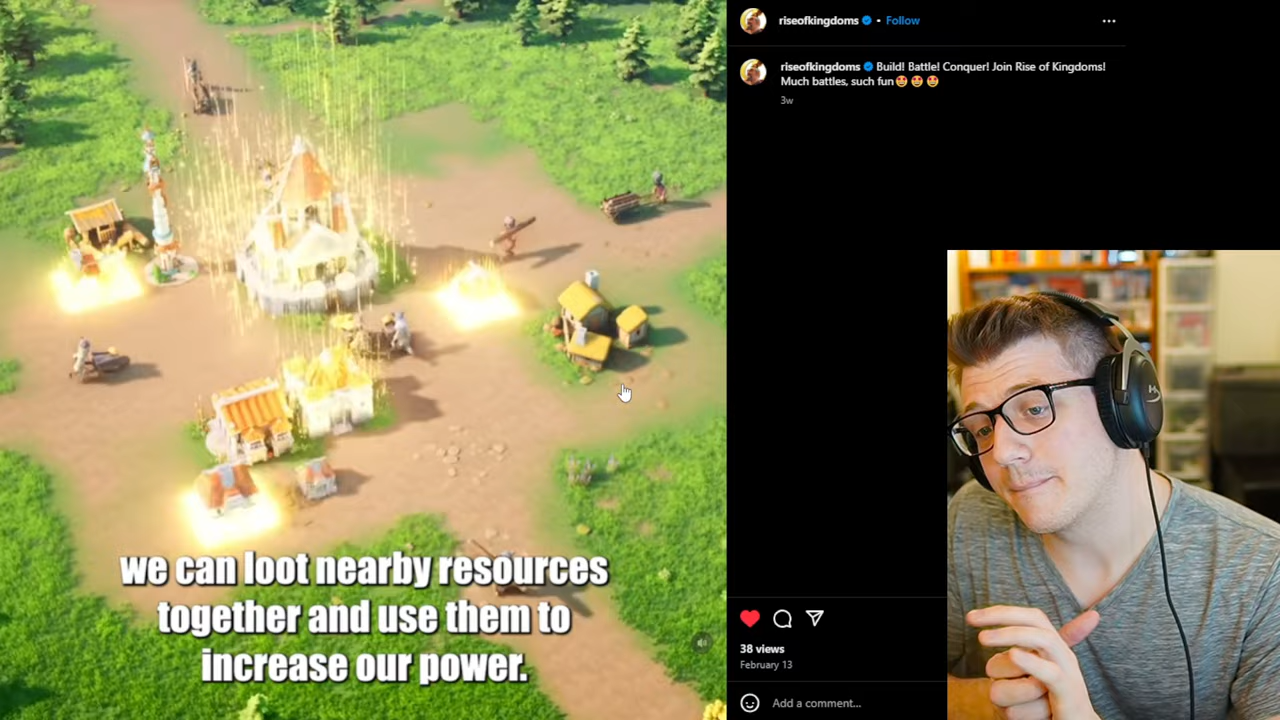 riseofkingdoms • Follow
riseofkingdoms Build! Battle! Conquer! Join Rise of Kingdoms!
Much battles, such fun😍😍😍
3w
we can loot nearby resources
together and use them to
increase our power.
38 views
February 13
Add a comment...